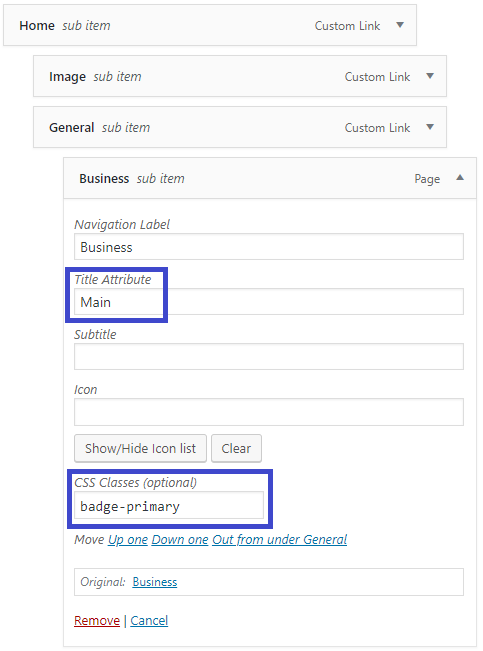 Home sub item Custom Link
Image sub item Custom Link
General sub item Custom Link
Business sub item Page
Navigation Label
Business
Title Attribute
Main
Subtitle
Icon
Show/Hide Icon list Clear
CSS Classes (optional)
badge-primary
Move Up one Down one Out from under General
Original: Business
Remove | Cancel